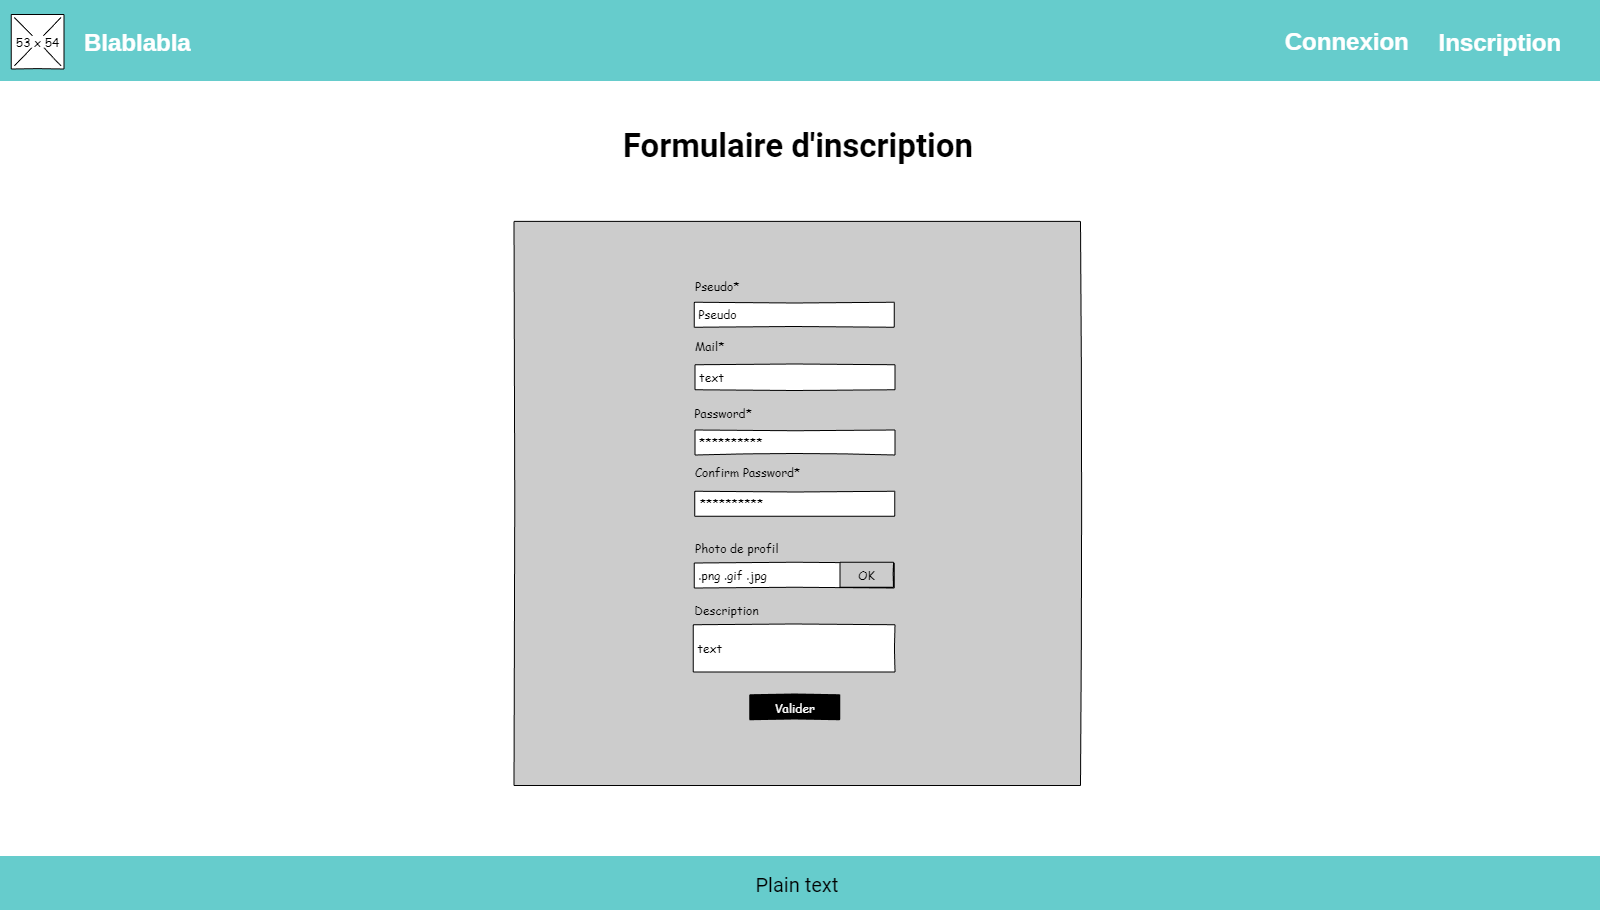 53 x 54
Blablabla
Connexion
Inscription
Formulaire d'inscription
Pseudo*
Pseudo
Mail*
text
Password*
**********
Confirm Password*
**********
Photo de profil
.png .gif .jpg
OK
Description
text
Valider
Plain text